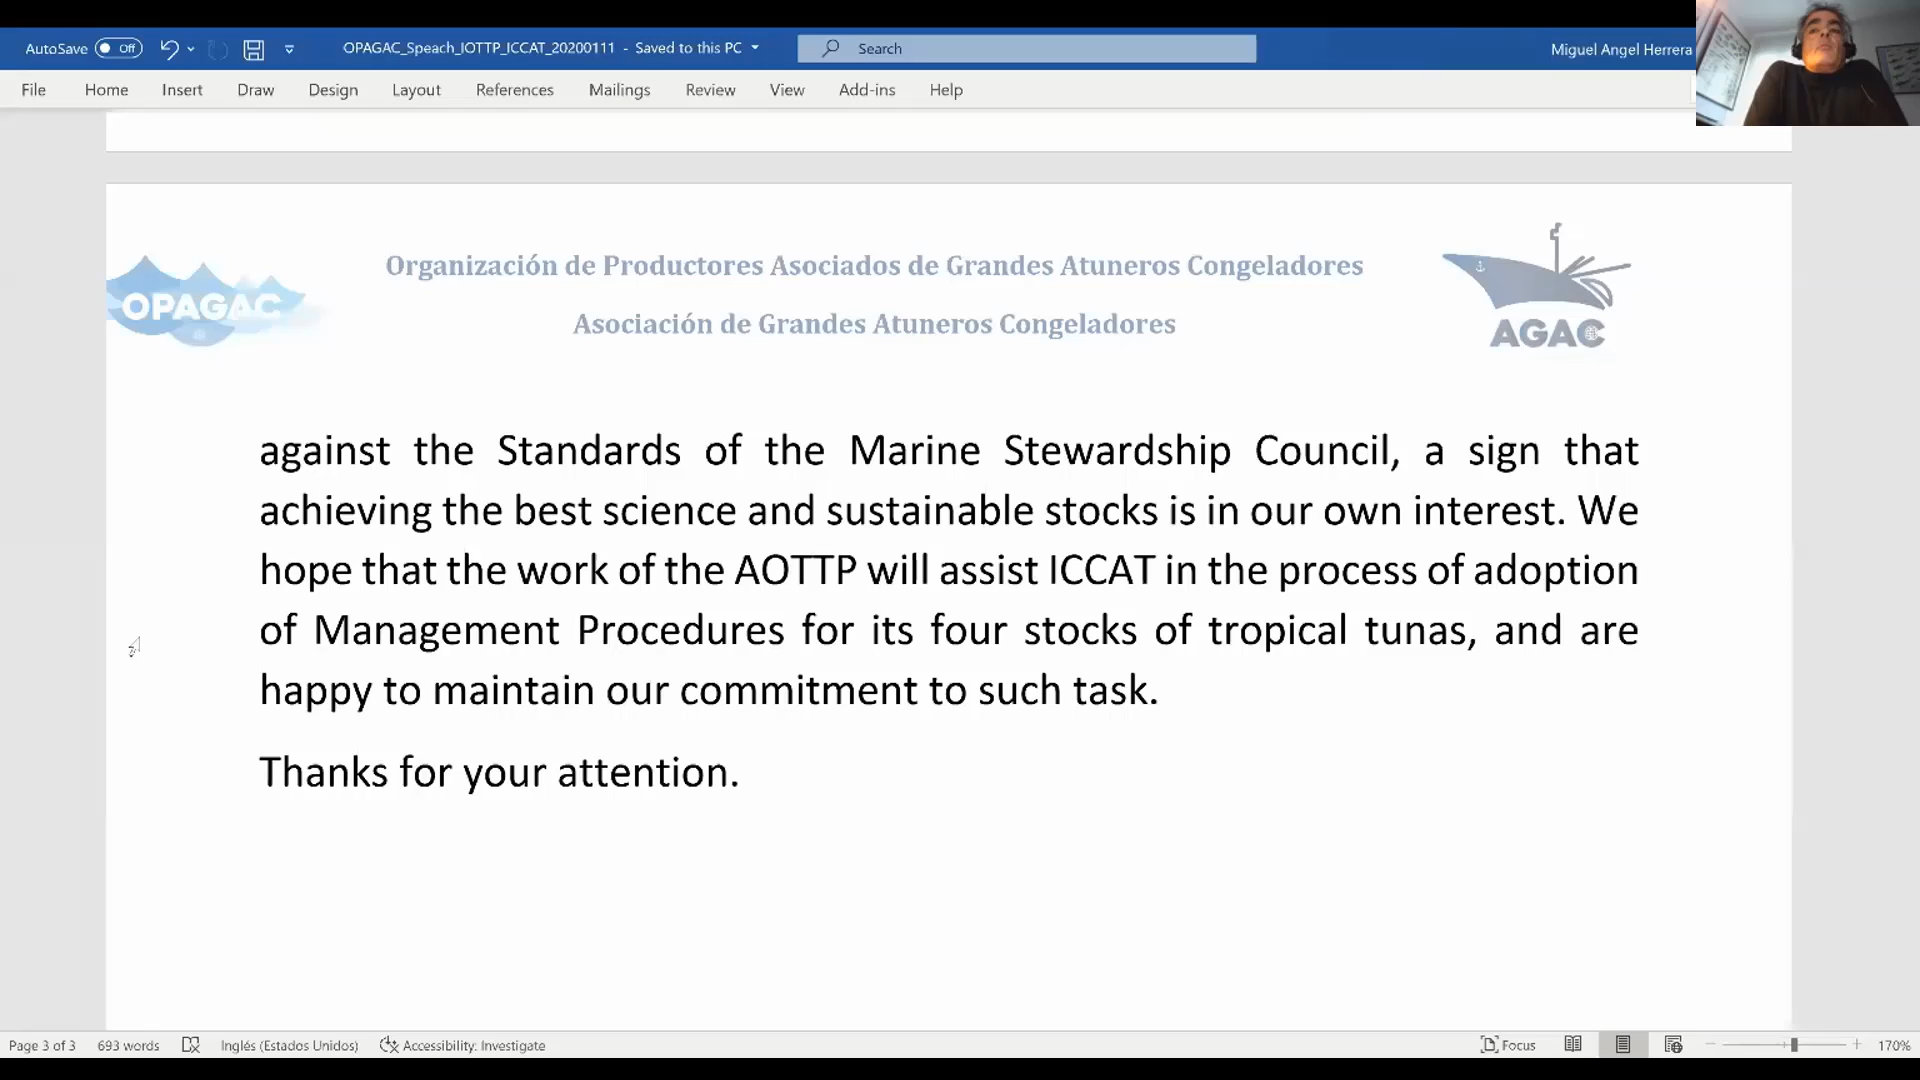 AutoSave Off OPAGAC_Speach_IOTTP_ICCAT_20200111 - Saved to this PC Search Miguel Angel Herrera
File Home Insert Draw Design Layout References Mailings Review View Add-ins Help
Organización de Productores Asociados de Grandes Atuneros Congeladores
OPAGAC
Asociación de Grandes Atuneros Congeladores
AGAC
against the Standards of the Marine Stewardship Council, a sign that
achieving the best science and sustainable stocks is in our own interest. We
hope that the work of the AOTTP will assist ICCAT in the process of adoption
of Management Procedures for its four stocks of tropical tunas, and are
happy to maintain our commitment to such task.
Thanks for your attention.
Page 3 of 3 693 words Inglés (Estados Unidos) Accessibility: Investigate Focus 170%